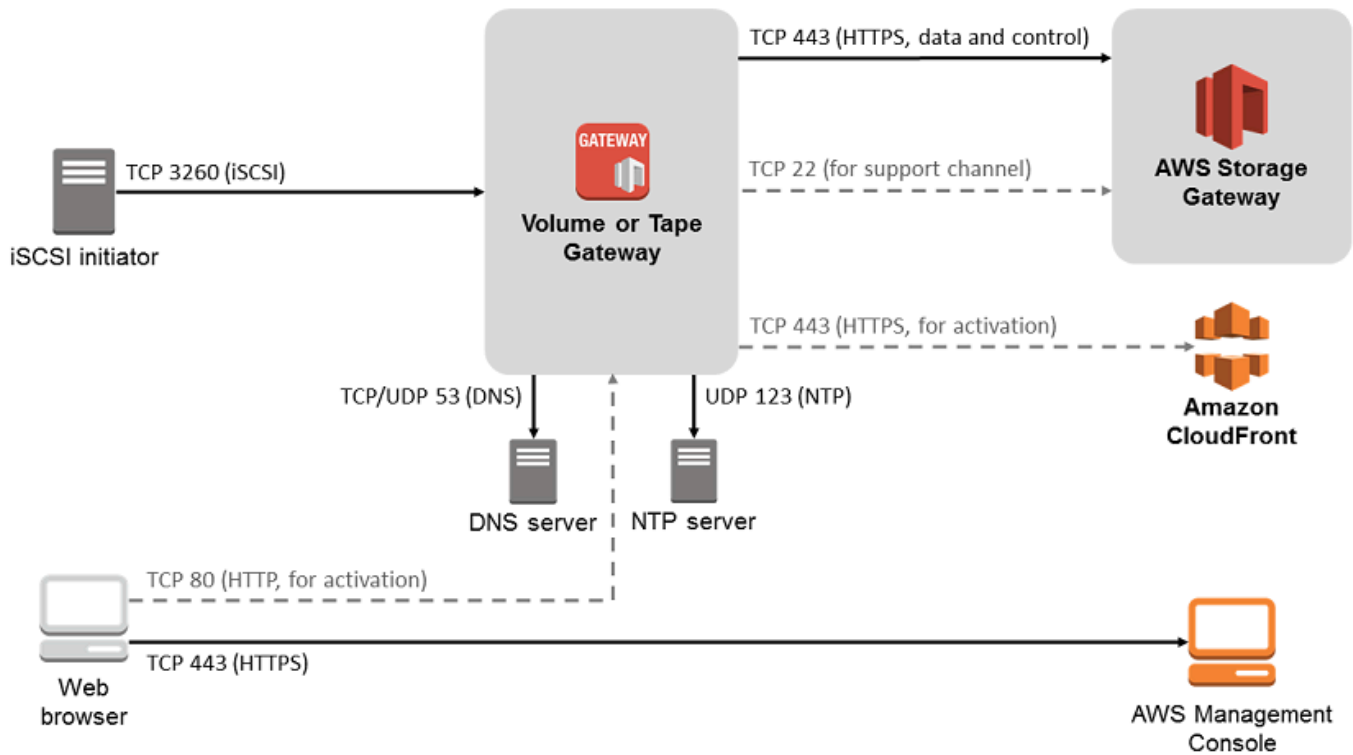 TCP 443 (HTTPS, data and control)
GATEWAY
TCP 3260 (iSCSI)
TCP 22 (for support channel)
AWS Storage
Gateway
Volume or Tape
Gateway
iSCSI initiator
TCP 443 (HTTPS, for activation)
TCP/UDP 53 (DNS)
UDP 123 (NTP)
Amazon
CloudFront
DNS server
NTP server
TCP 80 (HTTP, for activation)
TCP 443 (HTTPS)
Web
browser
AWS Management
Console